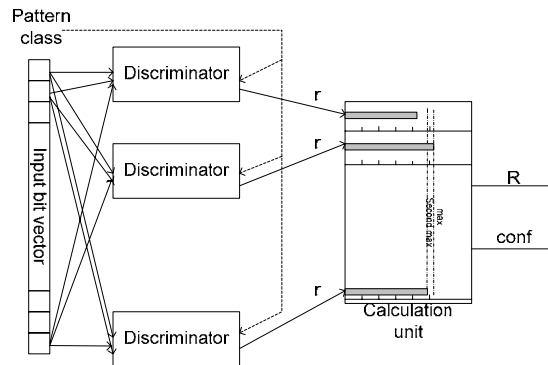 Pattern
class
Discriminator
r
Discriminator
r
Input bit vector
max
Second max
R
conf
r
Discriminator
Calculation
unit